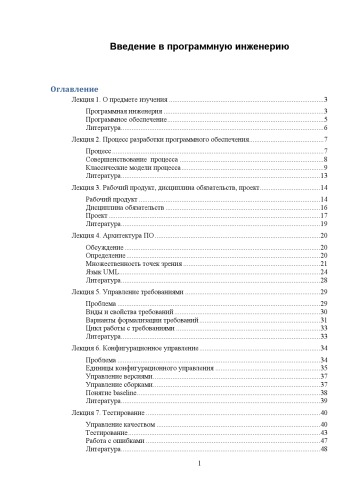 Введение в программную инженерию
Оглавление
Лекция 1. О предмете изучения ... 3
Программная инженерия ... 3
Программное обеспечение ... 5
Литература ... 6
Лекция 2. Процесс разработки программного обеспечения ... 7
Процесс ... 7
Совершенствование процесса ... 8
Классические модели процесса ... 9
Литература ... 13
Лекция 3. Рабочий продукт, дисциплина обязательств, проект ... 14
Рабочий продукт ... 14
Дисциплина обязательств ... 16
Проект ... 17
Литература ... 19
Лекция 4. Архитектура ПО ... 20
Обсуждение ... 20
Определение ... 20
Множественность точек зрения ... 21
Язык UML ... 24
Литература ... 28
Лекция 5. Управление требованиями ... 29
Проблема ... 29
Виды и свойства требований ... 30
Варианты формализации требований ... 31
Цикл работы с требованиями ... 33
Литература ... 33
Лекция 6. Конфигурационное управление ... 34
Проблема ... 34
Единицы конфигурационного управления ... 35
Управление версиями ... 37
Управление сборками ... 37
Понятие baseline ... 38
Литература ... 39
Лекция 7. Тестирование ... 40
Управление качеством ... 40
Тестирование ... 43
Работа с ошибками ... 47
Литература ... 48
1